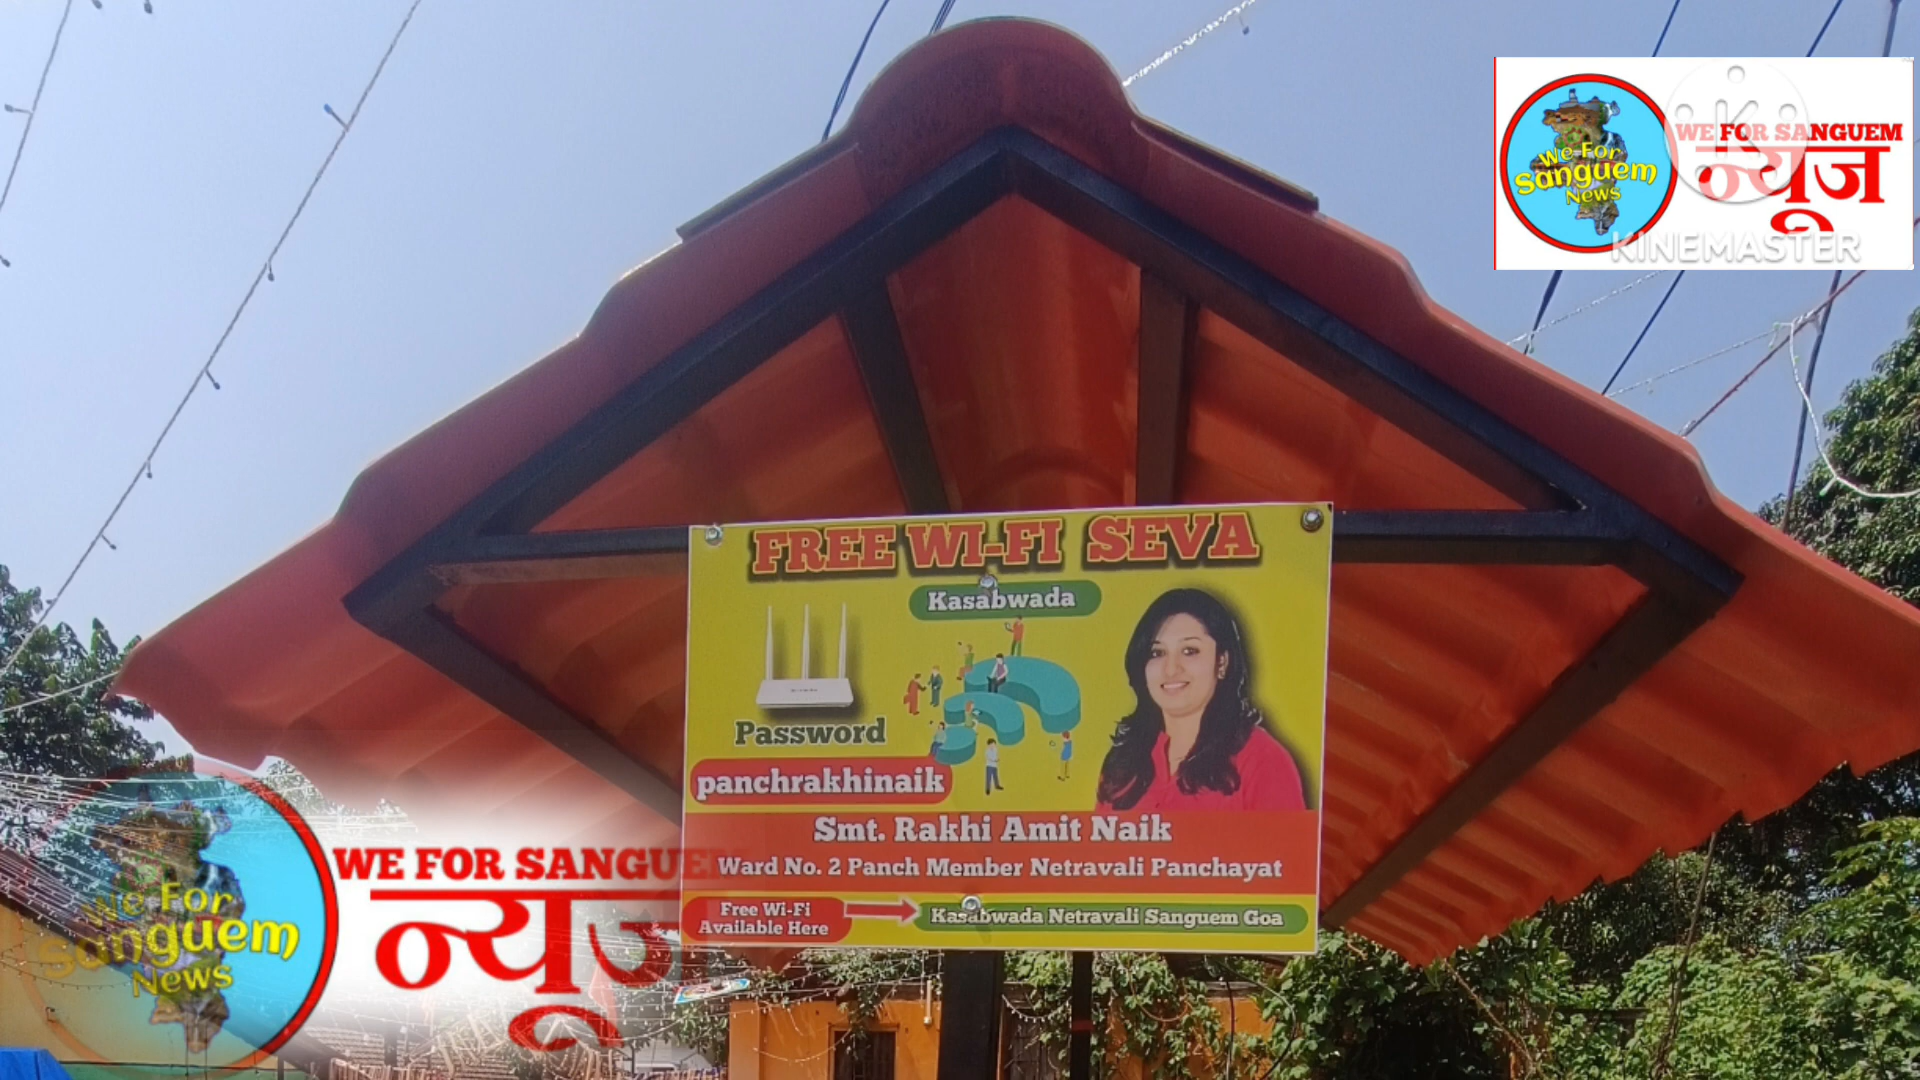 WE FOR SANGUEM
न्यूज
We For
Sanguem
News
KINEMASTER
FREE WI-FI SEVA
Kasabwada
Password
panchrakhinaik
Smt. Rakhi Amit Naik
Ward No. 2 Panch Member Netravali Panchayat
Free Wi-Fi
Available Here
Kasabwada Netravali Sanguem Goa
WE FOR SANGUE
न्यूज
We For
Sanguem
News